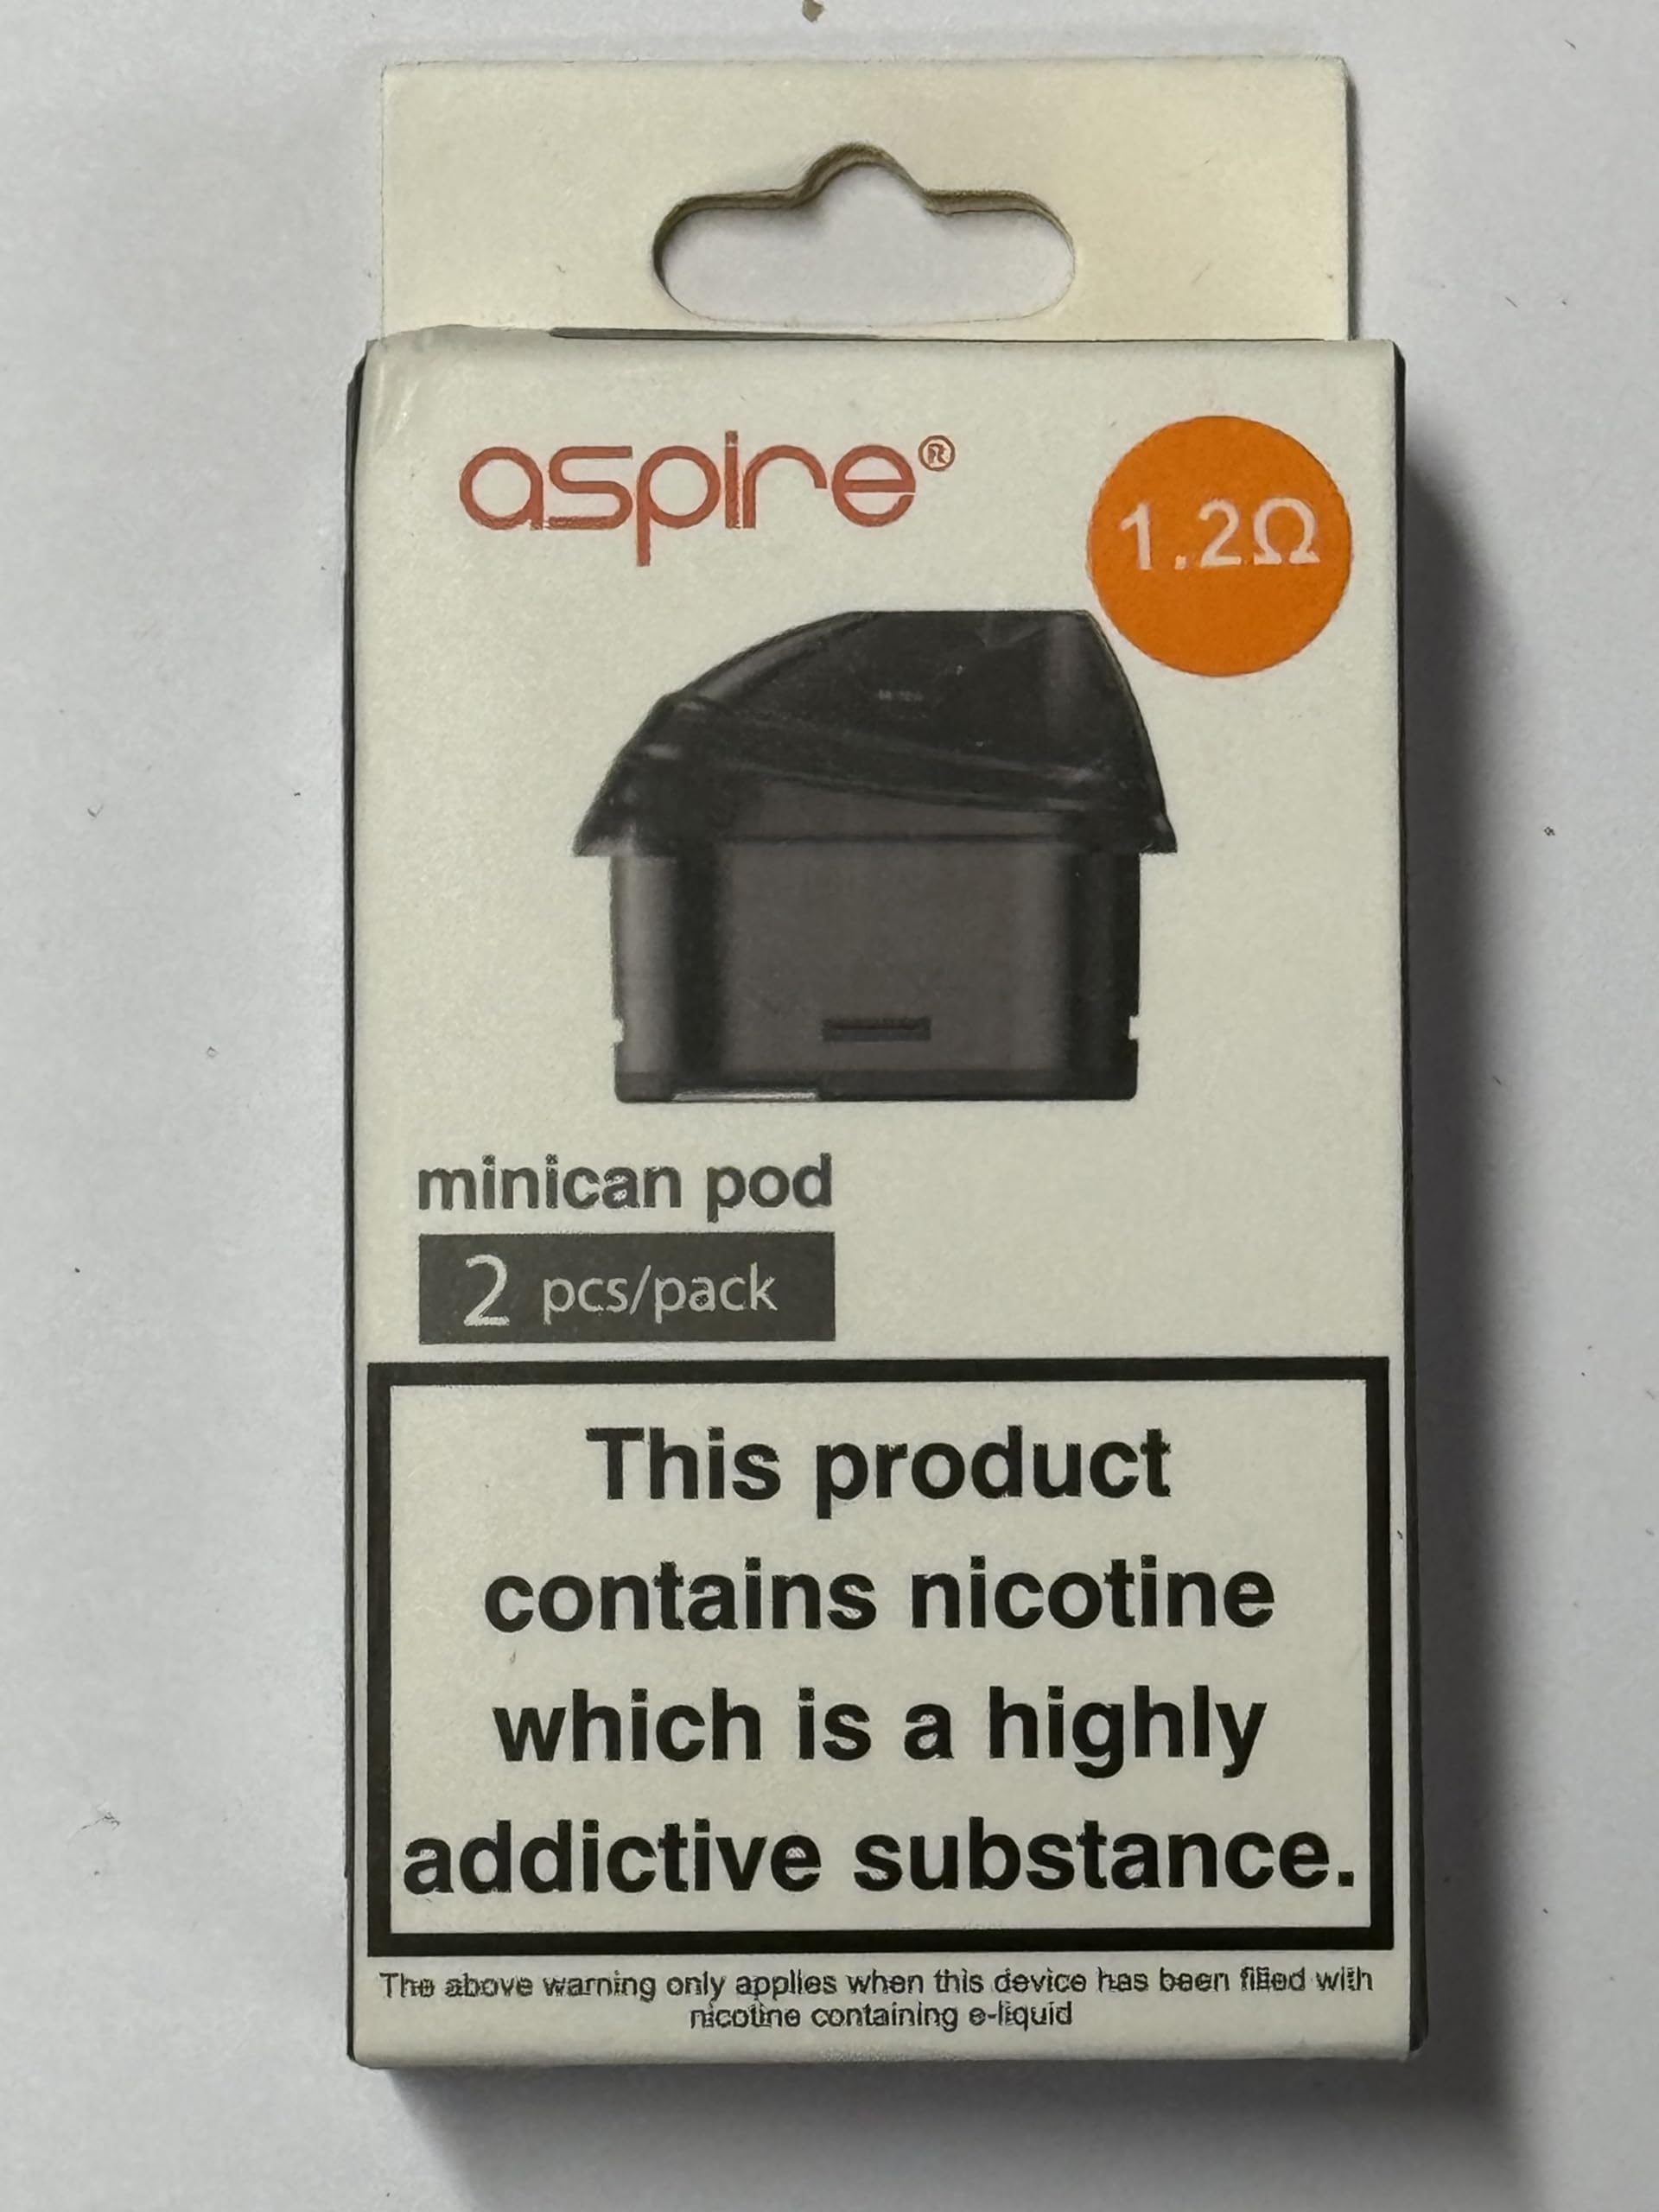 aspire®
1.2Ω
minican pod
2 pcs/pack
This product
contains nicotine
which is a highly
addictive substance.
The above warning only applies when this device has been filled with
nicotine containing e-liquid